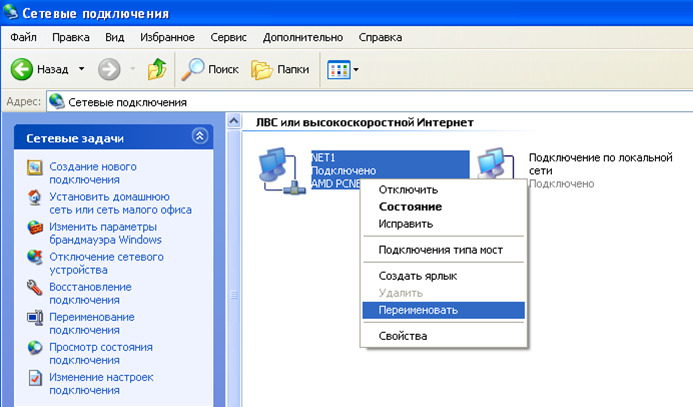 Сетевые подключения
Файл Правка Вид Избранное Сервис Дополнительно Справка
Назад Поиск Папки
Адрес: Сетевые подключения
Сетевые задачи
Создание нового
подключения
Установить домашнюю
сеть или сеть малого офиса
Изменить параметры
брандмауэра Windows
Отключение сетевого
устройства
Восстановление
подключения
Переименование
подключения
Просмотр состояния
подключения
Изменение настроек
подключения
ЛВС или высокоскоростной Интернет
NET1
Подключено
AMD PCNE
Подключение по локальной
сети
Подключено
Отключить
Состояние
Исправить
Подключения типа мост
Создать ярлык
Удалить
Переименовать
Свойства